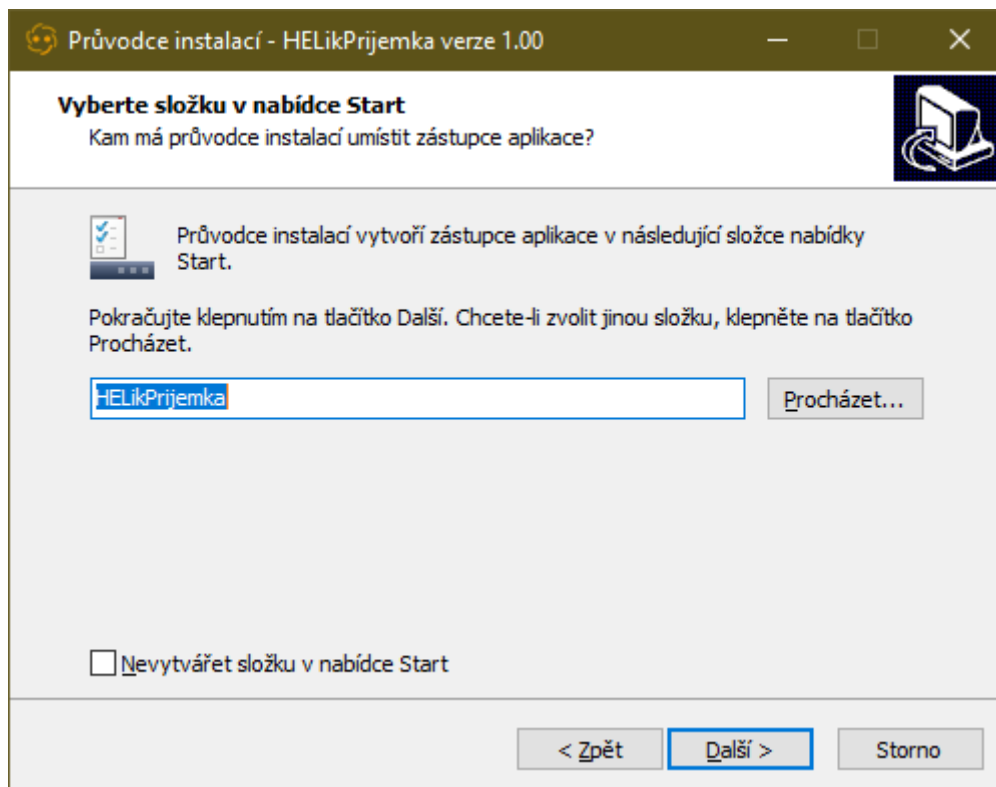 Průvodce instalací - HELikPrijemka verze 1.00
Vyberte složku v nabídce Start
Kam má průvodce instalací umístit zástupce aplikace?
Průvodce instalací vytvoří zástupce aplikace v následující složce nabídky
Start.
Pokračujte klepnutím na tlačítko Další. Chcete-li zvolit jinou složku, klepněte na tlačítko
Procházet.
HELikPrijemka
Procházet...
Nevytvářet složku v nabídce Start
< Zpět
Další >
Storno